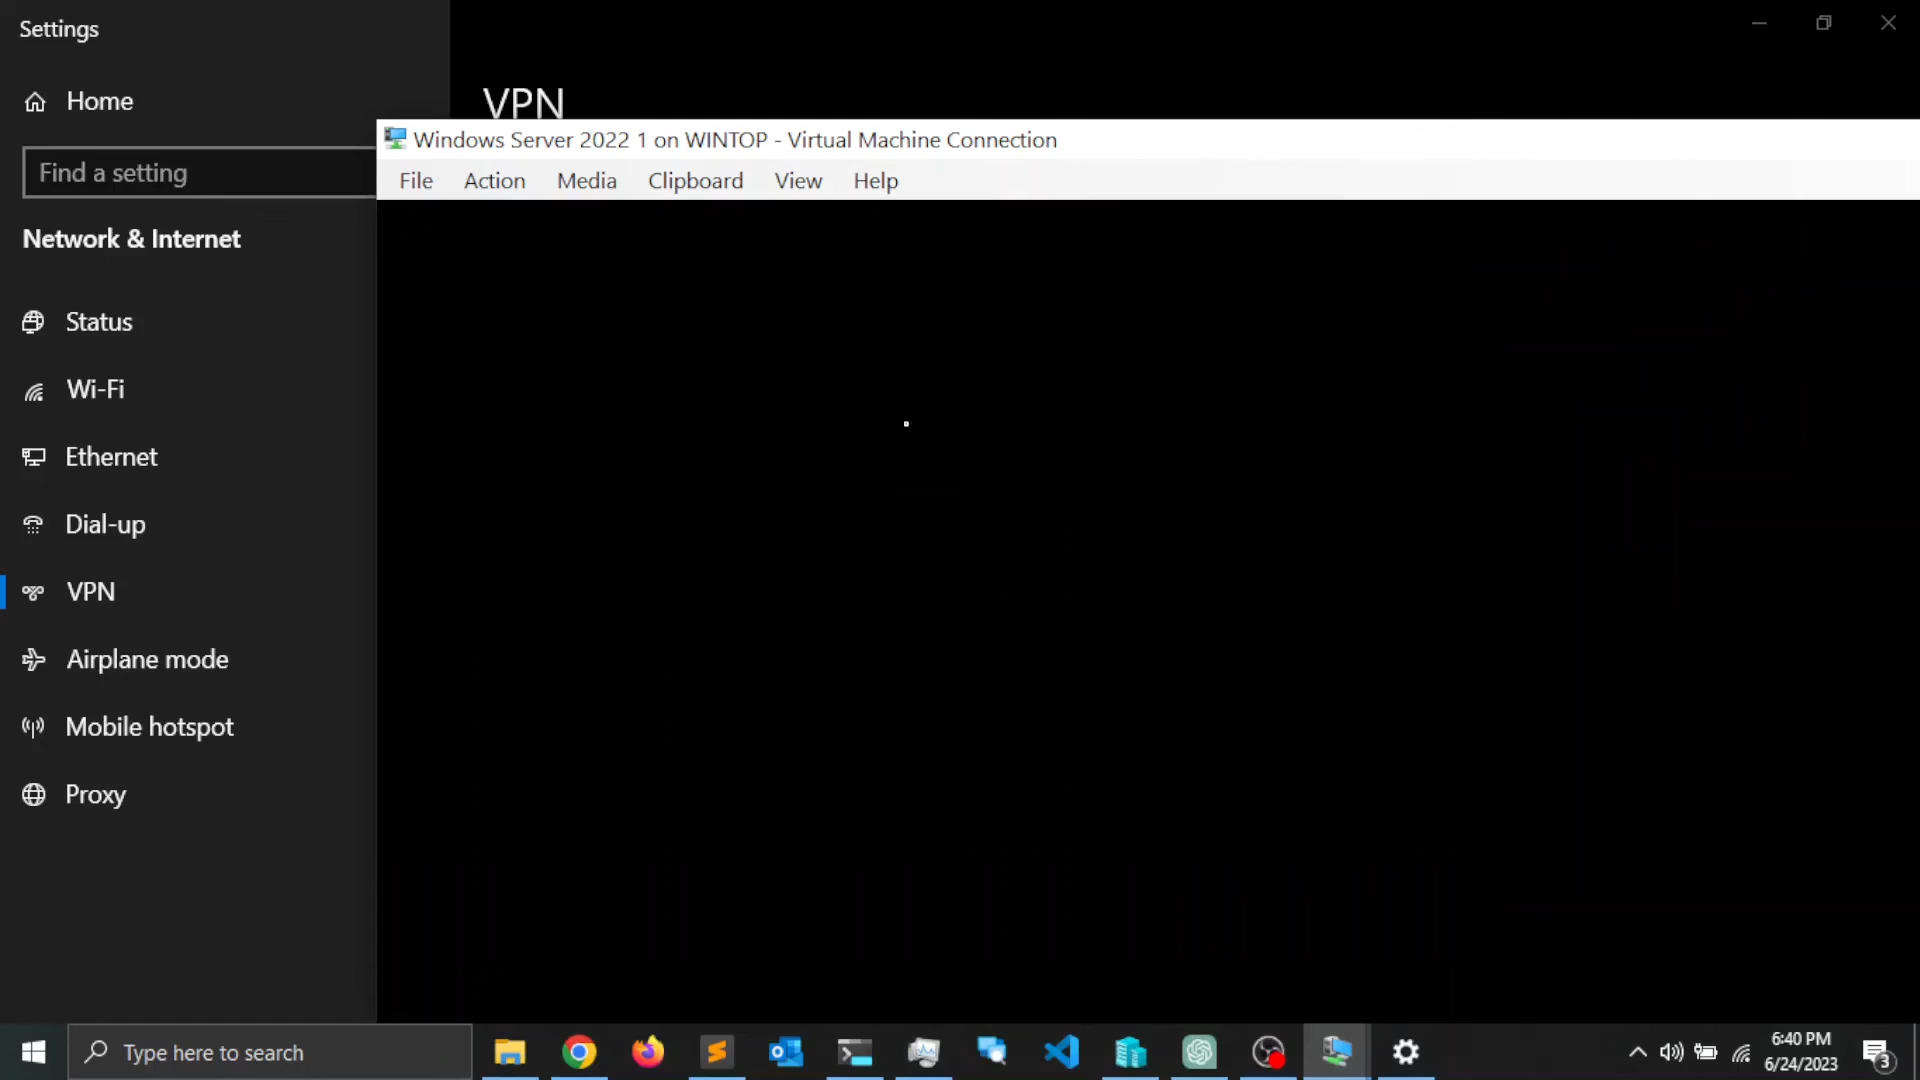 Settings
Home
VPN
Windows Server 2022 1 on WINTOP - Virtual Machine Connection
Find a setting
File Action Media Clipboard View Help
Network & Internet
Status
Wi-Fi
Ethernet
Dial-up
VPN
Airplane mode
Mobile hotspot
Proxy
Type here to search
6:40 PM
6/24/2023
3